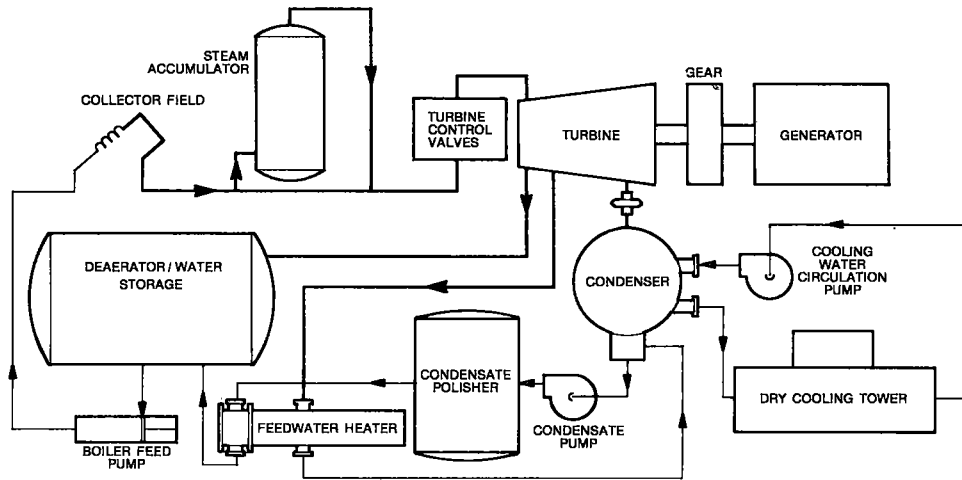 STEAM
ACCUMULATOR
COLLECTOR FIELD
TURBINE
CONTROL
VALVES
TURBINE
GEAR
GENERATOR
DEAERATOR/WATER
STORAGE
CONDENSER
COOLING
WATER
CIRCULATION
PUMP
CONDENSATE
POLISHER
DRY COOLING TOWER
FEEDWATER HEATER
CONDENSATE
PUMP
BOILER FEED
PUMP